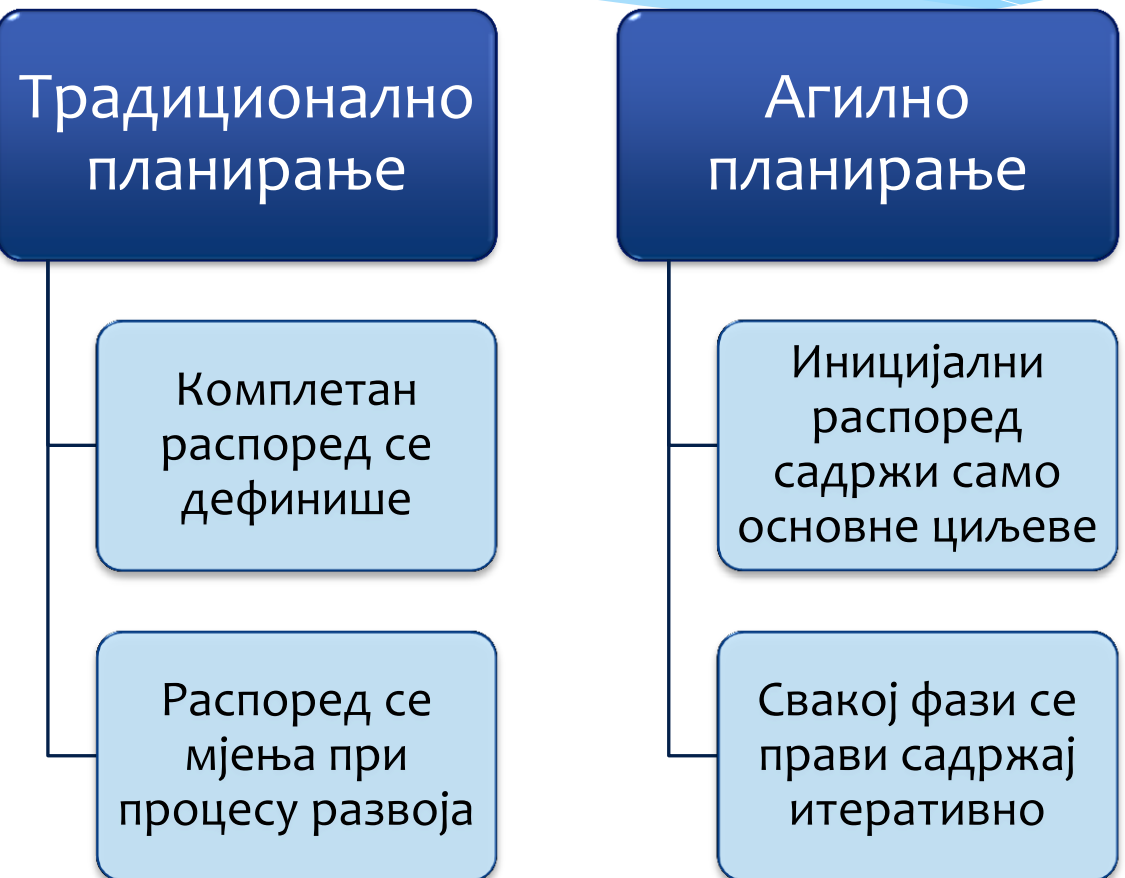 Традиционално
планирање
Комплетан
распоред се
дефинише
Распоред се
мјења при
процесу развоја
Агилно
планирање
Иницијални
распоред
садржи само
основне циљеве
Свакој фази се
прави садржај
итеративно